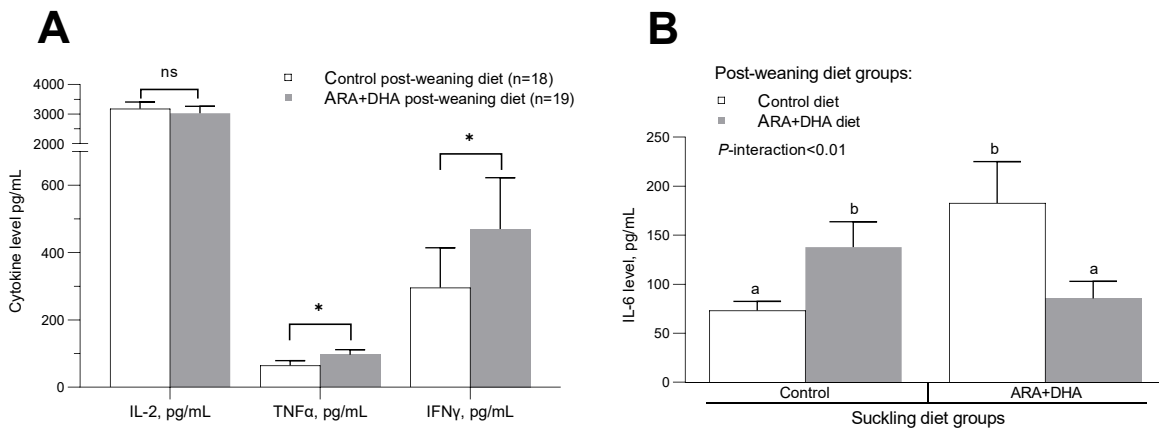 A
ns
Control post-weaning diet (n=18)
ARA+DHA post-weaning diet (n=19)
*
*
4000
3000
2000
600
400
200
0
Cytokine level pg/mL
IL-2, pg/mL
TNFα, pg/mL
IFNγ, pg/mL
B
Post-weaning diet groups:
Control diet
ARA+DHA diet
P-interaction<0.01
250
200
150
100
50
0
IL-6 level, pg/mL
a
b
b
a
Control
ARA+DHA
Suckling diet groups